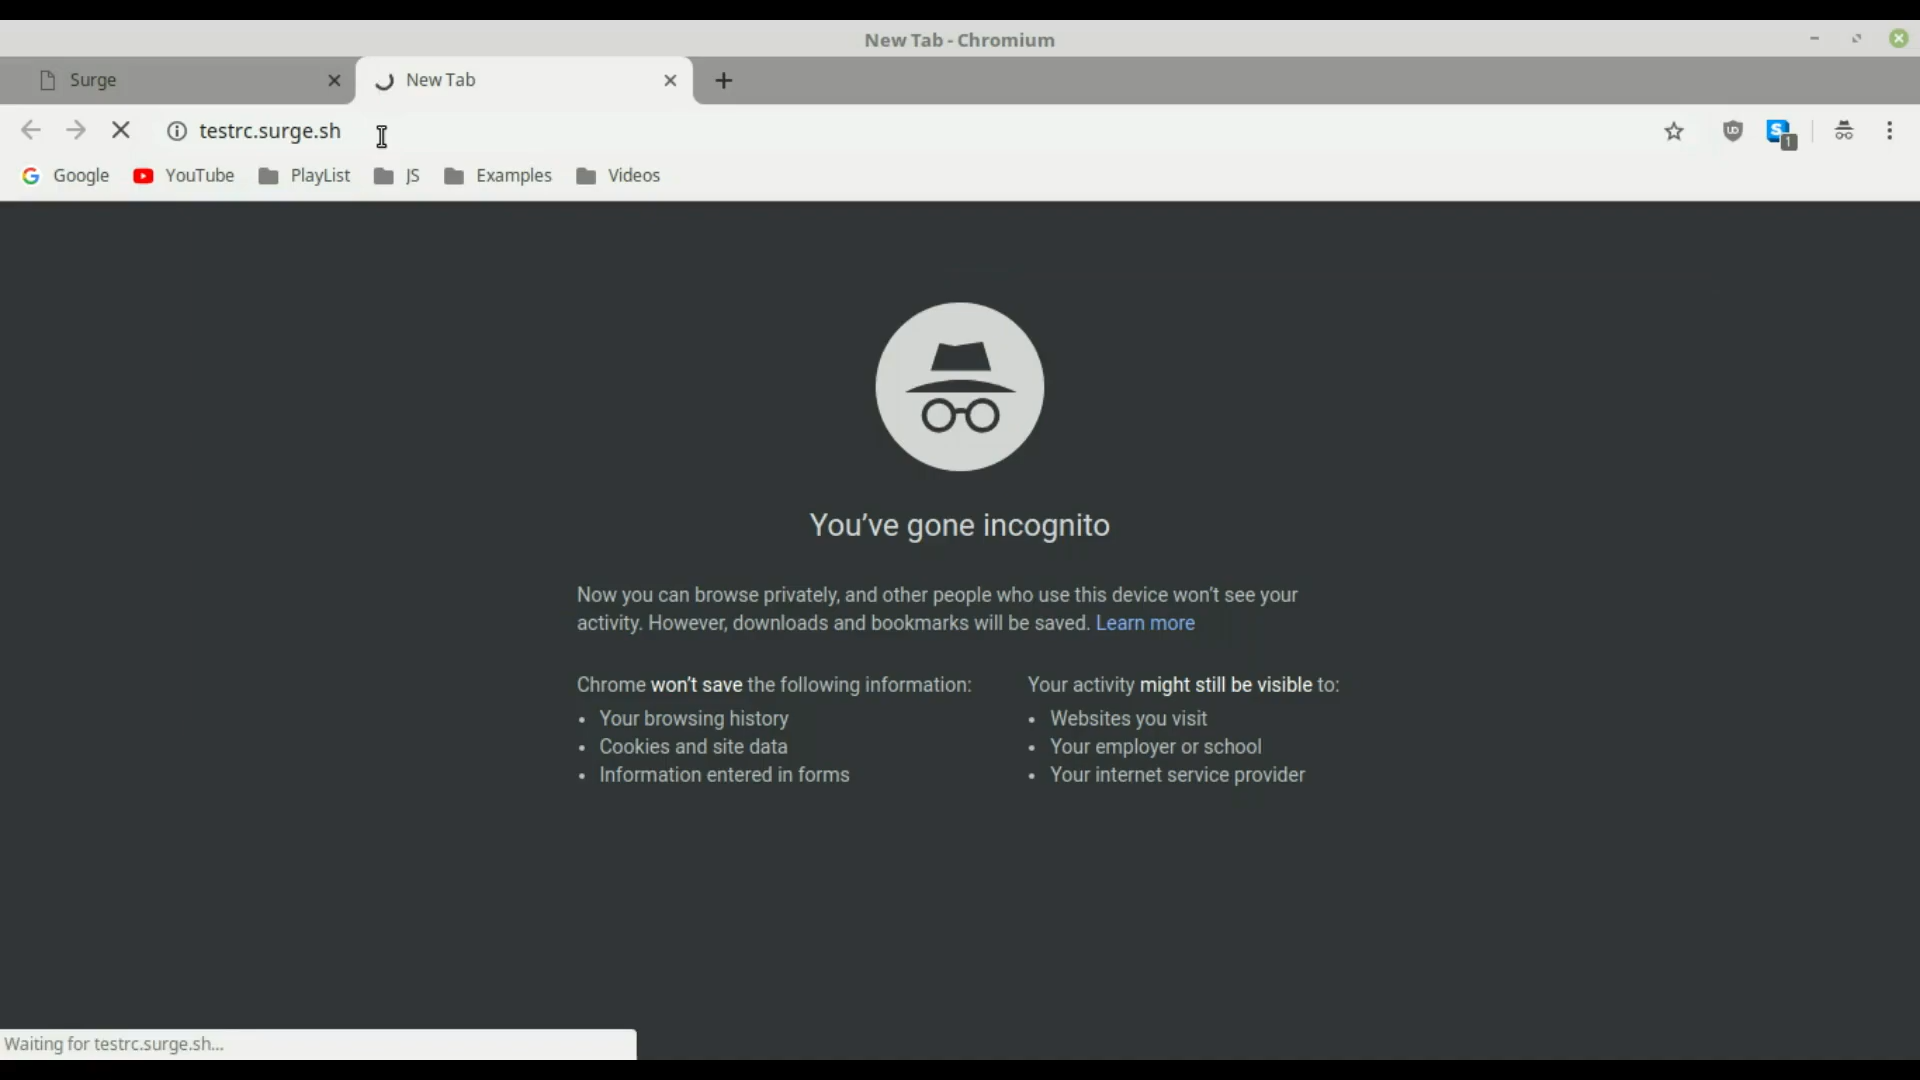 New Tab - Chromium
Surge
New Tab
testrc.surge.sh
1
Google YouTube PlayList JS Examples Videos
You've gone incognito
Now you can browse privately, and other people who use this device won't see your
activity. However, downloads and bookmarks will be saved. Learn more
Chrome won't save the following information:
• Your browsing history
• Cookies and site data
• Information entered in forms
Your activity might still be visible to:
• Websites you visit
• Your employer or school
• Your internet service provider
Waiting for testrc.surge.sh...